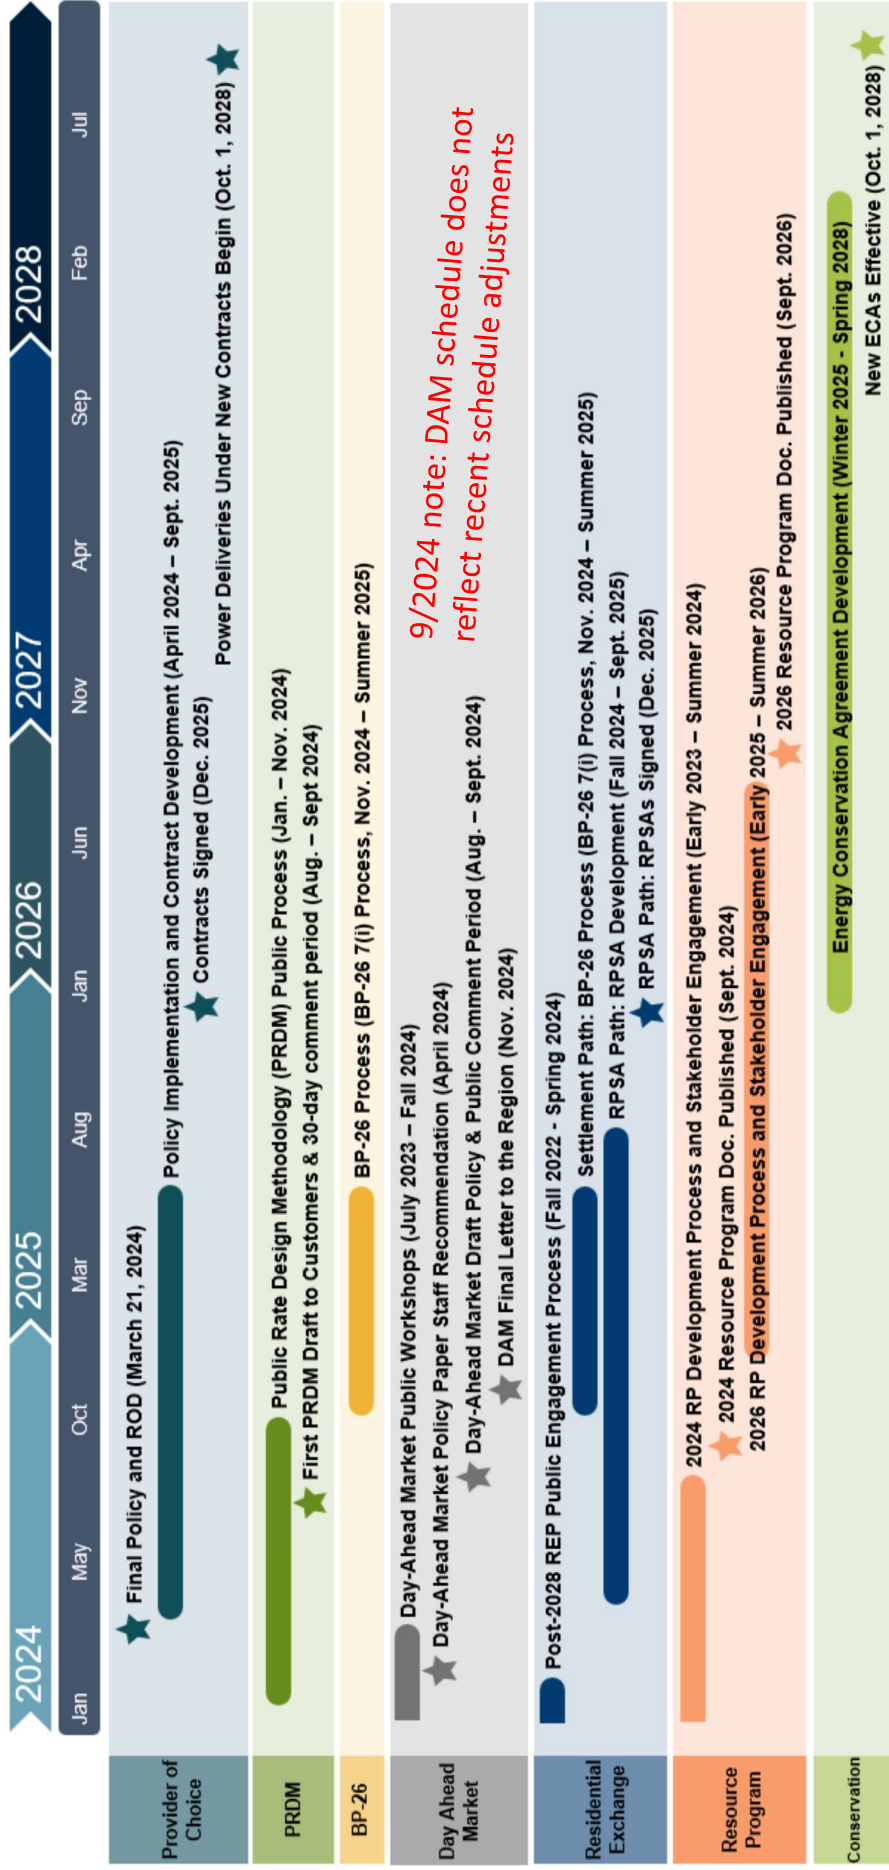 2024
2025
2026
2027
2028
Jan
May
Oct
Mar
Aug
Jan
Jun
Nov
Apr
Sep
Feb
Jul
Provider of
Choice
Final Policy and ROD (March 21, 2024)
Policy Implementation and Contract Development (April 2024 – Sept. 2025)
Contracts Signed (Dec. 2025)
Power Deliveries Under New Contracts Begin (Oct. 1, 2028)
PRDM
Public Rate Design Methodology (PRDM) Public Process (Jan. – Nov. 2024)
First PRDM Draft to Customers & 30-day comment period (Aug. – Sept 2024)
BP-26
BP-26 Process (BP-26 7(i) Process, Nov. 2024 – Summer 2025)
Day Ahead
Market
Day-Ahead Market Public Workshops (July 2023 – Fall 2024)
Day-Ahead Market Policy Paper Staff Recommendation (April 2024)
Day-Ahead Market Draft Policy & Public Comment Period (Aug. – Sept. 2024)
DAM Final Letter to the Region (Nov. 2024)
9/2024 note: DAM schedule does not
reflect recent schedule adjustments
Residential
Exchange
Post-2028 REP Public Engagement Process (Fall 2022 - Spring 2024)
Settlement Path: BP-26 Process (BP-26 7(i) Process, Nov. 2024 – Summer 2025)
RPSA Path: RPSA Development (Fall 2024 – Sept. 2025)
RPSA Path: RPSAs Signed (Dec. 2025)
Resource
Program
2024 RP Development Process and Stakeholder Engagement (Early 2023 – Summer 2024)
2024 Resource Program Doc. Published (Sept. 2024)
2026 RP Development Process and Stakeholder Engagement (Early 2025 – Summer 2026)
2026 Resource Program Doc. Published (Sept. 2026)
Conservation
Energy Conservation Agreement Development (Winter 2025 - Spring 2028)
New ECAs Effective (Oct. 1, 2028)